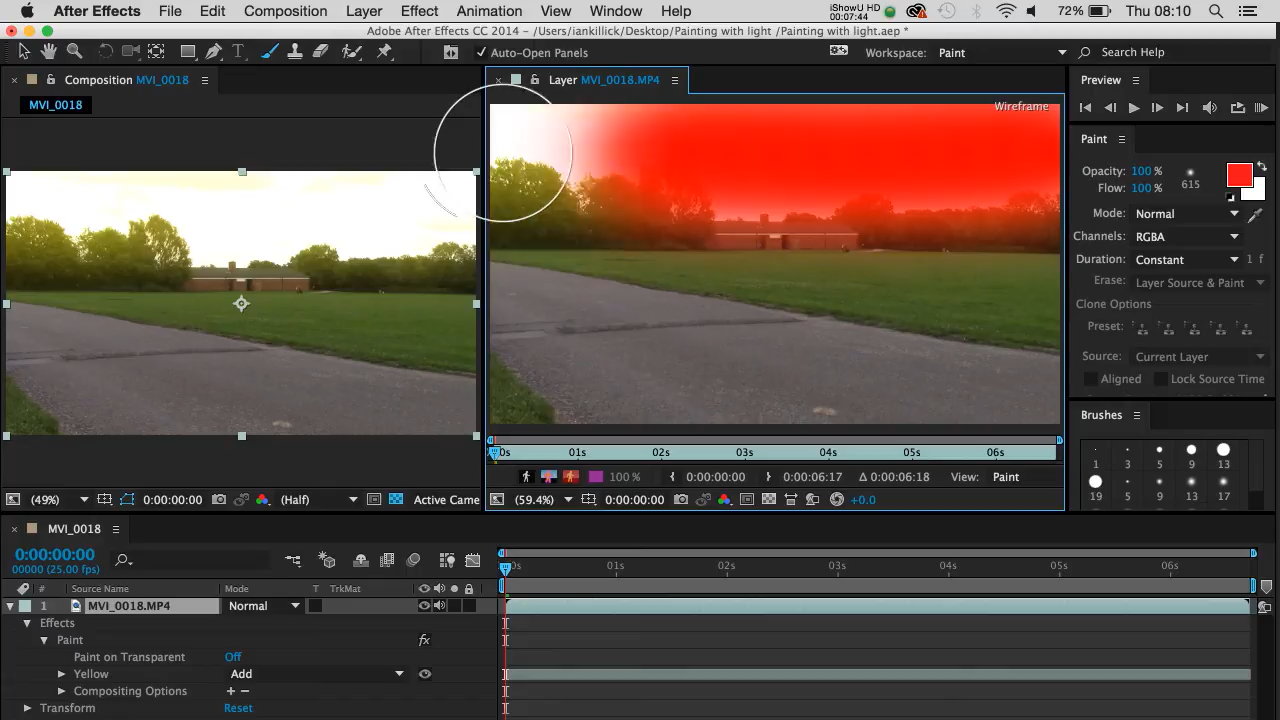 After Effects File Edit Composition Layer Effect Animation View Window Help iShowU 00:07:44 72% Thu 08:10
Adobe After Effects CC 2014 - /Users/iankillick/Desktop/Painting with light /Painting with light.aep *
Auto-Open Panels Workspace: Paint Search Help
Composition MVI_0018 Layer MVI_0018.MP4 Preview
MVI_0018 Wireframe
Paint
Opacity: 100 %
Flow: 100 % 615
Mode: Normal
Channels: RGBA
Duration: Constant 1 f
Erase: Layer Source & Paint
Clone Options
Preset:
Source: Current Layer
Aligned Lock Source Time
Brushes
1 3 5 9 13
19 5 9 13 17
0s 01s 02s 03s 04s 05s 06s
100 % 0:00:00:00 0:00:06:17 Δ 0:00:06:18 View: Paint
(49%) 0:00:00:00 (Half) Active Came (59.4%) 0:00:00:00 +0.0
MVI_0018
0:00:00:00
00000 (25.00 fps)
0s 01s 02s 03s 04s 05s 06s
# Source Name Mode T TrkMat
1 MVI_0018.MP4 Normal
Effects
Paint fx
Paint on Transparent Off
Yellow Add
Compositing Options + −
Transform Reset